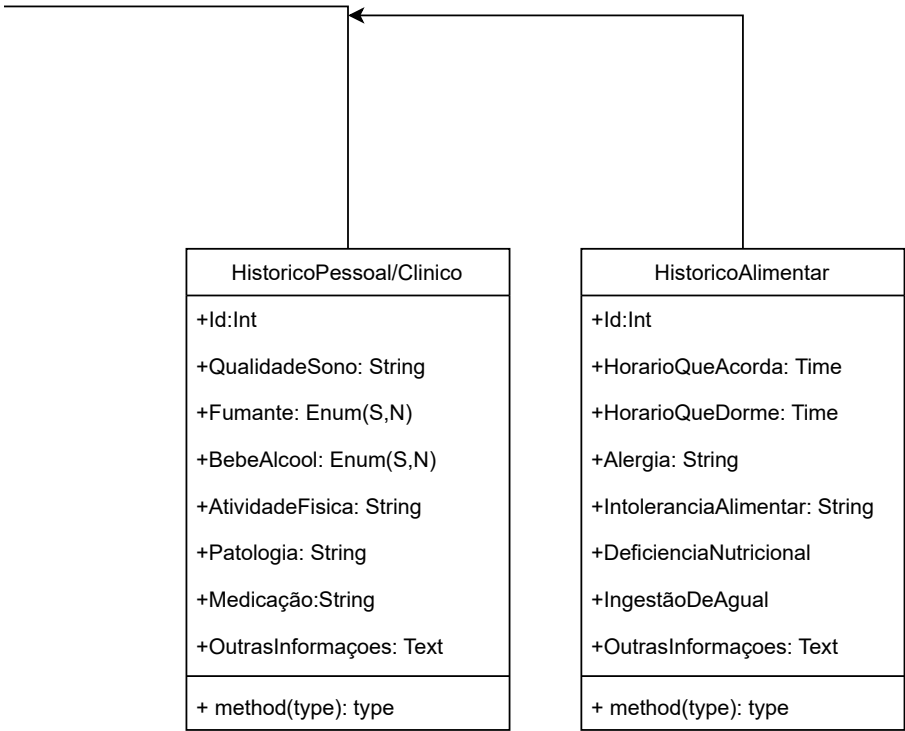 HistoricoPessoal/Clinico
+Id:Int
+QualidadeSono: String
+Fumante: Enum(S,N)
+BebeAlcool: Enum(S,N)
+AtividadeFisica: String
+Patologia: String
+Medicação:String
+OutrasInformaçoes: Text
+ method(type): type
HistoricoAlimentar
+Id:Int
+HorarioQueAcorda: Time
+HorarioQueDorme: Time
+Alergia: String
+IntoleranciaAlimentar: String
+DeficienciaNutricional
+IngestãoDeAgual
+OutrasInformaçoes: Text
+ method(type): type